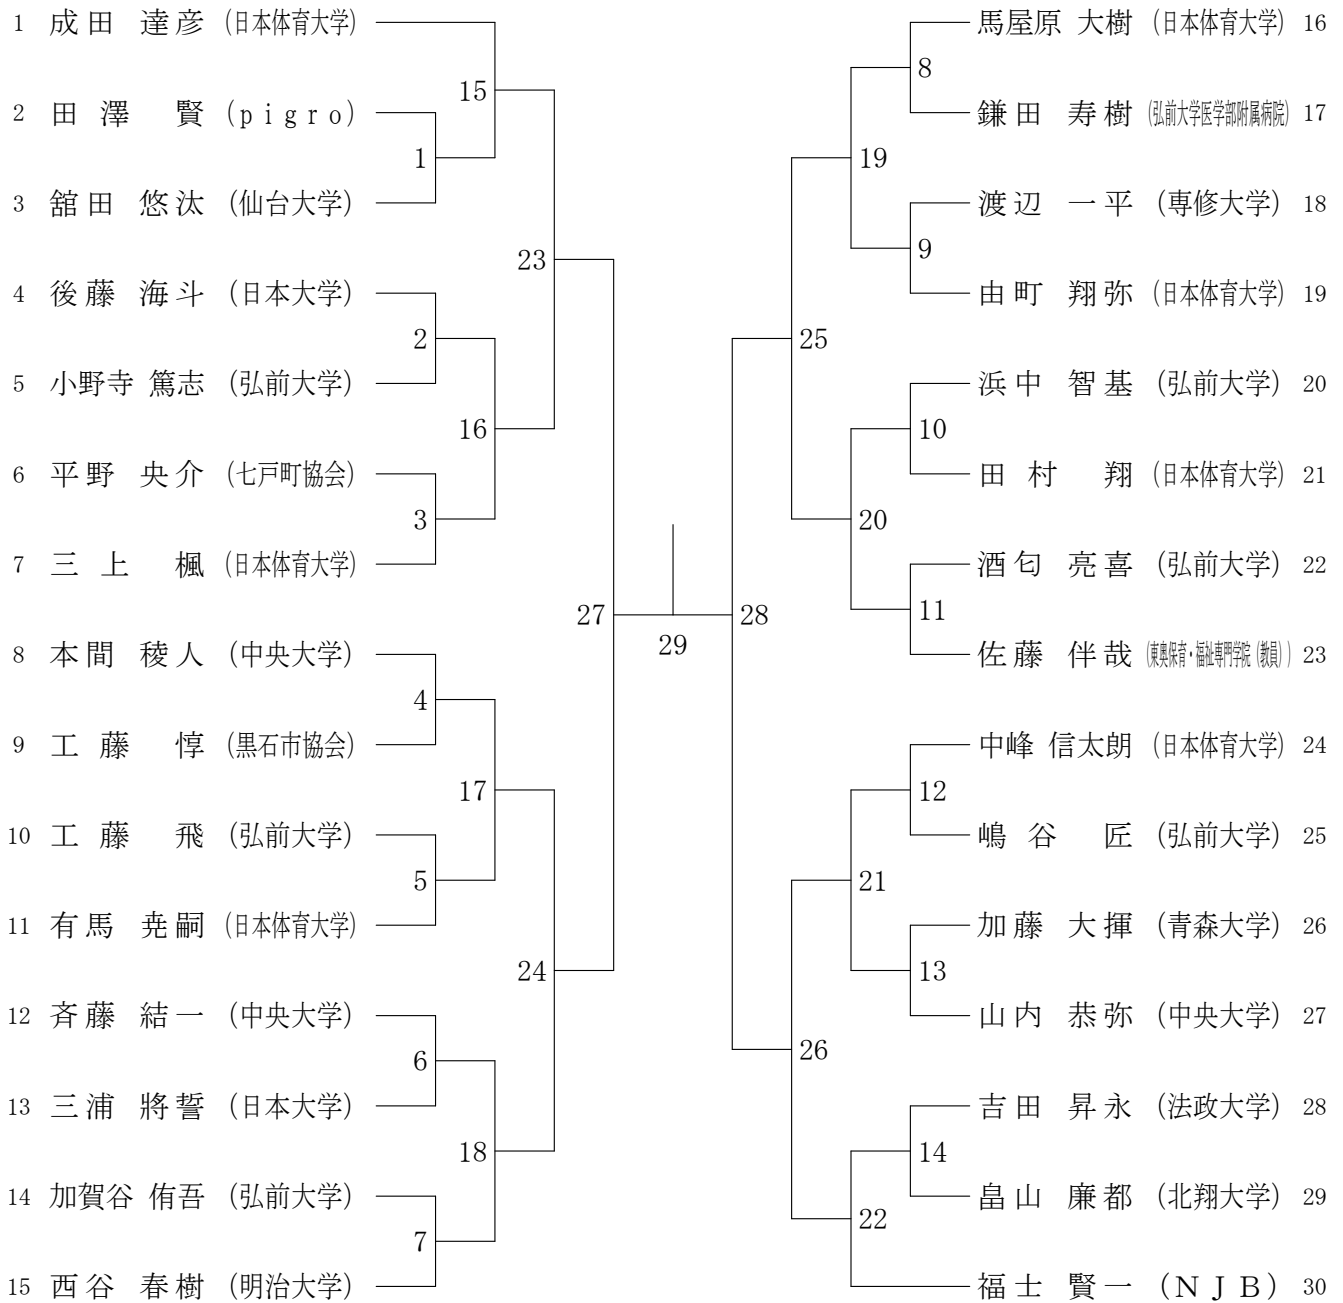 1 成田 達彦 (日本体育大学)
2 田澤 賢 (pigro)
3 舘田 悠汰 (仙台大学)
4 後藤 海斗 (日本大学)
5 小野寺 篤志 (弘前大学)
6 平野 央介 (七戸町協会)
7 三上 楓 (日本体育大学)
8 本間 稜人 (中央大学)
9 工藤 惇 (黒石市協会)
10 工藤 飛 (弘前大学)
11 有馬 尭嗣 (日本体育大学)
12 斉藤 結一 (中央大学)
13 三浦 將誓 (日本大学)
14 加賀谷 侑吾 (弘前大学)
15 西谷 春樹 (明治大学)
1
2
3
4
5
6
7
15
16
17
18
23
24
27
29
28
25
26
19
20
21
22
8
9
10
11
12
13
14
馬屋原 大樹 (日本体育大学) 16
鎌田 寿樹 (弘前大学医学部附属病院) 17
渡辺 一平 (専修大学) 18
由町 翔弥 (日本体育大学) 19
浜中 智基 (弘前大学) 20
田村 翔 (日本体育大学) 21
酒匂 亮喜 (弘前大学) 22
佐藤 伴哉 (東奥保育・福祉専門学院(教員)) 23
中峰 信太朗 (日本体育大学) 24
嶋谷 匠 (弘前大学) 25
加藤 大揮 (青森大学) 26
山内 恭弥 (中央大学) 27
吉田 昇永 (法政大学) 28
畠山 廉都 (北翔大学) 29
福士 賢一 (NJB) 30